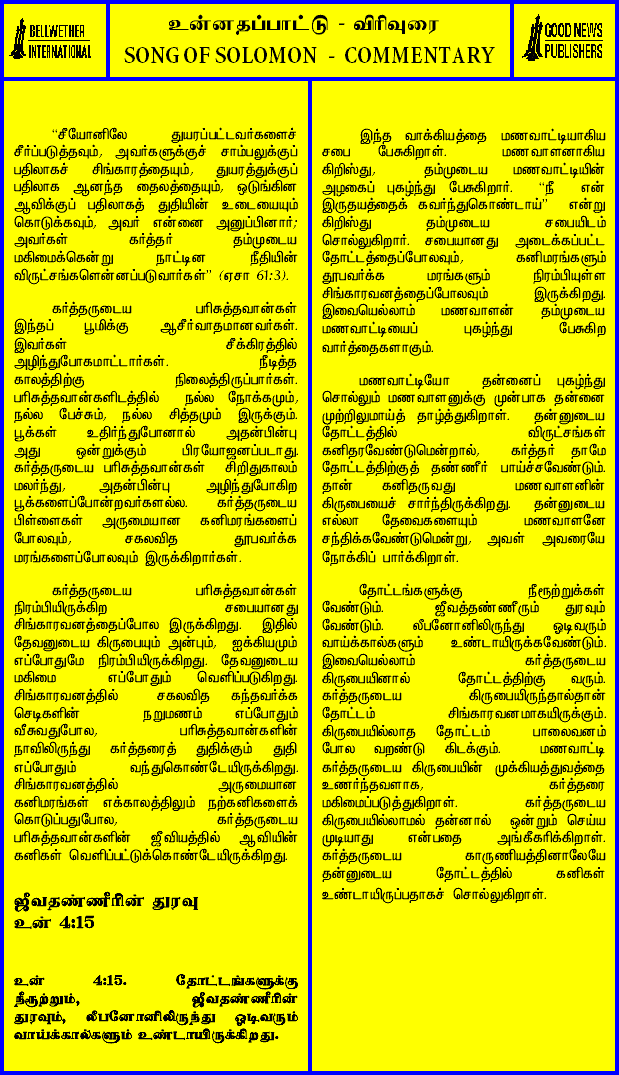 BELLWETHER
INTERNATIONAL
உன்னதப்பாட்டு - விரிவுரை
SONG OF SOLOMON - COMMENTARY
GOOD NEWS
PUBLISHERS
“சீயோனிலே துயரப்பட்டவர்களைச்
சீர்ப்படுத்தவும், அவர்களுக்குச் சாம்பலுக்குப்
பதிலாகச் சிங்காரத்தையும், துயரத்துக்குப்
பதிலாக ஆனந்த தைலத்தையும், ஒடுங்கின
ஆவிக்குப் பதிலாகத் துதியின் உடையையும்
கொடுக்கவும், அவர் என்னை அனுப்பினார்;
அவர்கள் கர்த்தர் தம்முடைய
மகிமைக்கென்று நாட்டின நீதியின்
விருட்சங்களென்னப்படுவார்கள்” (ஏசா 61:3).
கர்த்தருடைய பரிசுத்தவான்கள்
இந்தப் பூமிக்கு ஆசீர்வாதமானவர்கள்.
இவர்கள் சீக்கிரத்தில்
அழிந்துபோகமாட்டார்கள். நீடித்த
காலத்திற்கு நிலைத்திருப்பார்கள்.
பரிசுத்தவான்களிடத்தில் நல்ல நோக்கமும்,
நல்ல பேச்சும், நல்ல சித்தமும் இருக்கும்.
பூக்கள் உதிர்ந்துபோனால் அதன்பின்பு
அது ஒன்றுக்கும் பிரயோஜனப்படாது.
கர்த்தருடைய பரிசுத்தவான்கள் சிறிதுகாலம்
மலர்ந்து, அதன்பின்பு அழிந்துபோகிற
பூக்களைப்போன்றவர்களல்ல. கர்த்தருடைய
பிள்ளைகள் அருமையான கனிமரங்களைப்
போலவும், சகலவித தூபவர்க்க
மரங்களைப்போலவும் இருக்கிறார்கள்.
கர்த்தருடைய பரிசுத்தவான்கள்
நிரம்பியிருக்கிற சபையானது
சிங்காரவனத்தைப்போல இருக்கிறது. இதில்
தேவனுடைய கிருபையும் அன்பும், ஐக்கியமும்
எப்போதுமே நிரம்பியிருக்கிறது. தேவனுடைய
மகிமை எப்போதும் வெளிப்படுகிறது.
சிங்காரவனத்தில் சகலவித கந்தவர்க்க
செடிகளின் நறுமணம் எப்போதும்
வீசுவதுபோல, பரிசுத்தவான்களின்
நாவிலிருந்து கர்த்தரைத் துதிக்கும் துதி
எப்போதும் வந்துகொண்டேயிருக்கிறது.
சிங்காரவனத்தில் அருமையான
கனிமரங்கள் எக்காலத்திலும் நற்கனிகளைக்
கொடுப்பதுபோல, கர்த்தருடைய
பரிசுத்தவான்களின் ஜீவியத்தில் ஆவியின்
கனிகள் வெளிப்பட்டுக்கொண்டேயிருக்கிறது.
ஜீவதண்ணீரின் துரவு
உன் 4:15
உன் 4:15. தோட்டங்களுக்கு
நீரூற்றும், ஜீவதண்ணீரின்
துரவும், லீபனோனிலிருந்து ஓடிவரும்
வாய்க்கால்களும் உண்டாயிருக்கிறது.
இந்த வாக்கியத்தை மணவாட்டியாகிய
சபை பேசுகிறாள். மணவாளனாகிய
கிறிஸ்து, தம்முடைய மணவாட்டியின்
அழகைப் புகழ்ந்து பேசுகிறார். “நீ என்
இருதயத்தைக் கவர்ந்துகொண்டாய்” என்று
கிறிஸ்து தம்முடைய சபையிடம்
சொல்லுகிறார். சபையானது அடைக்கப்பட்ட
தோட்டத்தைப்போலவும், கனிமரங்களும்
தூபவர்க்க மரங்களும் நிரம்பியுள்ள
சிங்காரவனத்தைப்போலவும் இருக்கிறது.
இவையெல்லாம் மணவாளன் தம்முடைய
மணவாட்டியைப் புகழ்ந்து பேசுகிற
வார்த்தைகளாகும்.
மணவாட்டியோ தன்னைப் புகழ்ந்து
சொல்லும் மணவாளனுக்கு முன்பாக தன்னை
முற்றிலுமாய்த் தாழ்த்துகிறாள். தன்னுடைய
தோட்டத்தில் விருட்சங்கள்
கனிதரவேண்டுமென்றால், கர்த்தர் தாமே
தோட்டத்திற்குத் தண்ணீர் பாய்ச்சவேண்டும்.
தான் கனிதருவது மணவாளனின்
கிருபையைச் சார்ந்திருக்கிறது. தன்னுடைய
எல்லா தேவைகளையும் மணவாளனே
சந்திக்கவேண்டுமென்று, அவள் அவரையே
நோக்கிப் பார்க்கிறாள்.
தோட்டங்களுக்கு நீரூற்றுக்கள்
வேண்டும். ஜீவத்தண்ணீரும் துரவும்
வேண்டும். லீபனோனிலிருந்து ஓடிவரும்
வாய்க்கால்களும் உண்டாயிருக்கவேண்டும்.
இவையெல்லாம் கர்த்தருடைய
கிருபையினால் தோட்டத்திற்கு வரும்.
கர்த்தருடைய கிருபையிருந்தால்தான்
தோட்டம் சிங்காரவனமாகயிருக்கும்.
கிருபையில்லாத தோட்டம் பாலைவனம்
போல வறண்டு கிடக்கும். மணவாட்டி
கர்த்தருடைய கிருபையின் முக்கியத்துவத்தை
உணர்ந்தவளாக, கர்த்தரை
மகிமைப்படுத்துகிறாள். கர்த்தருடைய
கிருபையில்லாமல் தன்னால் ஒன்றும் செய்ய
முடியாது என்பதை அங்கீகரிக்கிறாள்.
கர்த்தருடைய காருணியத்தினாலேயே
தன்னுடைய தோட்டத்தில் கனிகள்
உண்டாயிருப்பதாகச் சொல்லுகிறாள்.